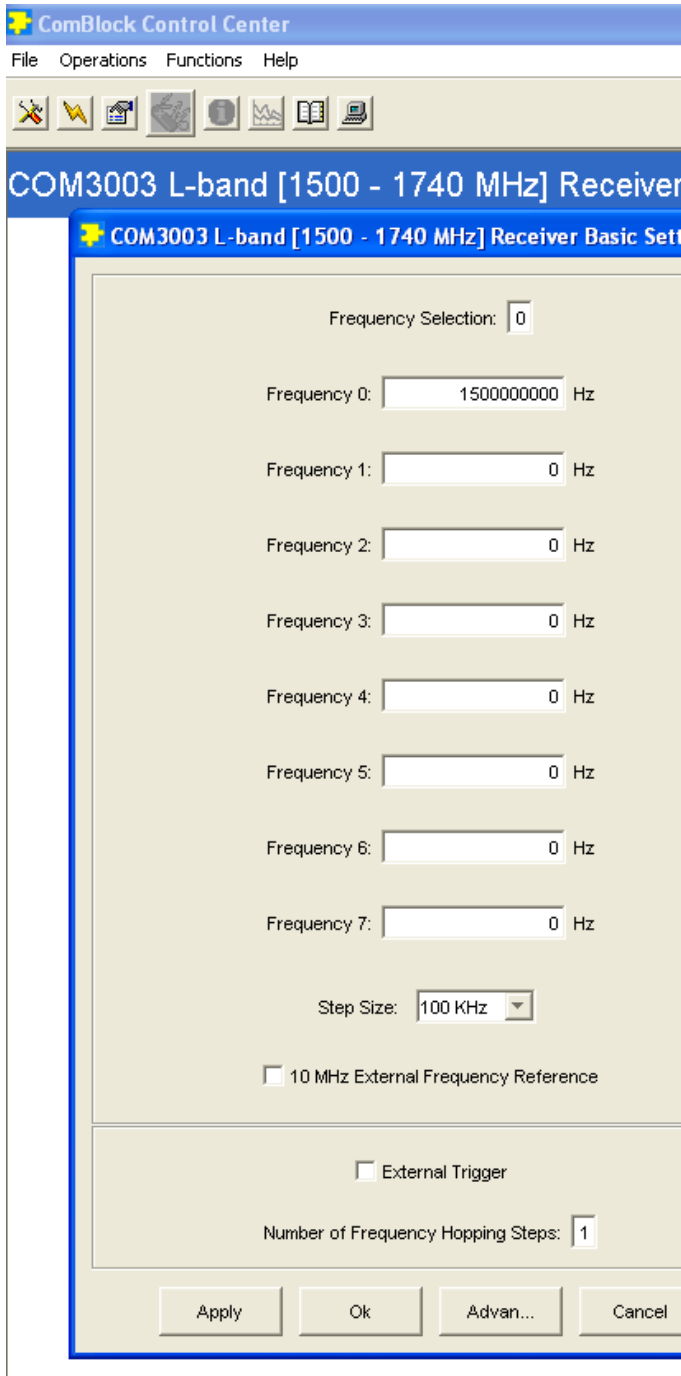 ComBlock Control Center
File Operations Functions Help
COM3003 L-band [1500 - 1740 MHz] Receiver
COM3003 L-band [1500 - 1740 MHz] Receiver Basic Sett
Frequency Selection: 0
Frequency 0: 1500000000 Hz
Frequency 1: 0 Hz
Frequency 2: 0 Hz
Frequency 3: 0 Hz
Frequency 4: 0 Hz
Frequency 5: 0 Hz
Frequency 6: 0 Hz
Frequency 7: 0 Hz
Step Size: 100 KHz
10 MHz External Frequency Reference
External Trigger
Number of Frequency Hopping Steps: 1
Apply Ok Advan... Cancel